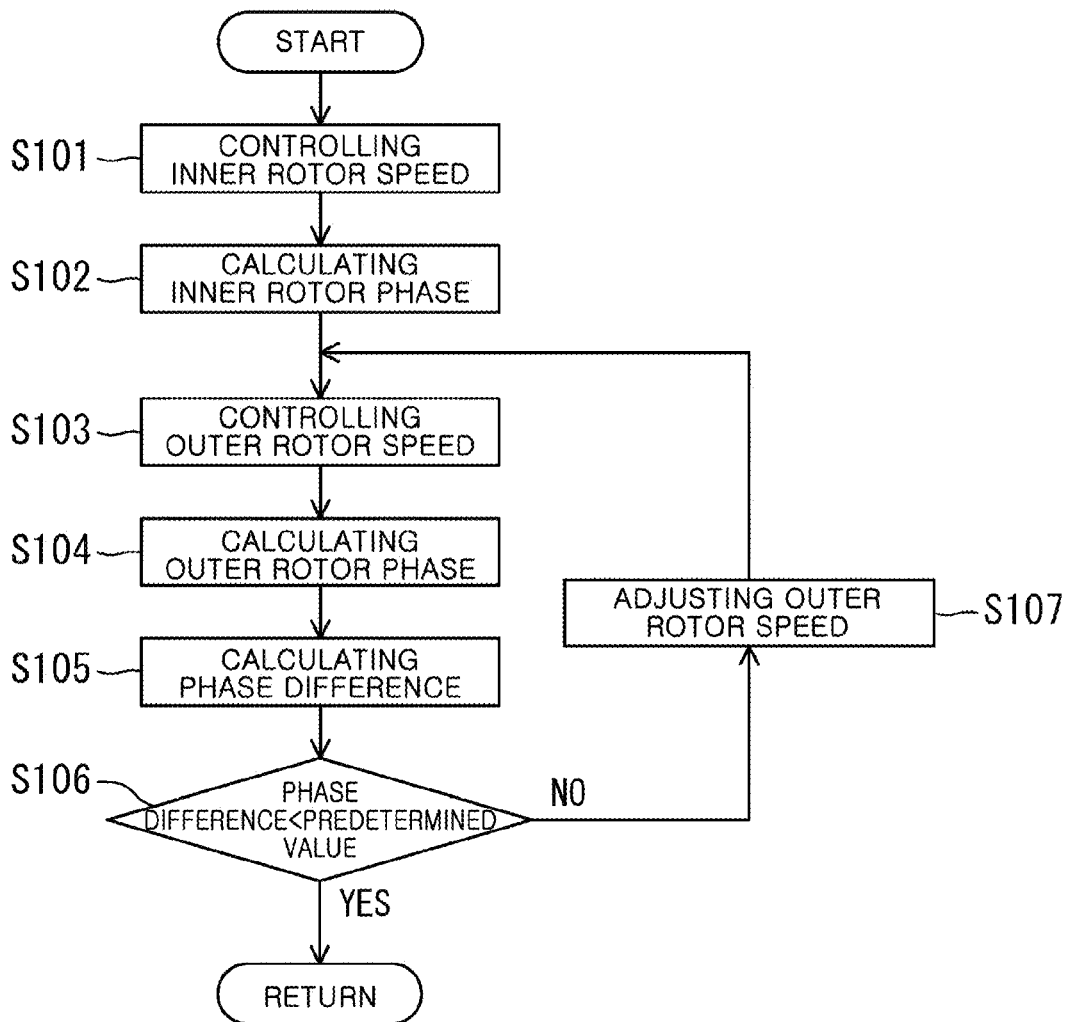 START
S101
CONTROLLING
INNER ROTOR SPEED
S102
CALCULATING
INNER ROTOR PHASE
S103
CONTROLLING
OUTER ROTOR SPEED
S104
CALCULATING
OUTER ROTOR PHASE
ADJUSTING OUTER
ROTOR SPEED
S107
S105
CALCULATING
PHASE DIFFERENCE
S106
PHASE
DIFFERENCE<PREDETERMINED
VALUE
NO
YES
RETURN